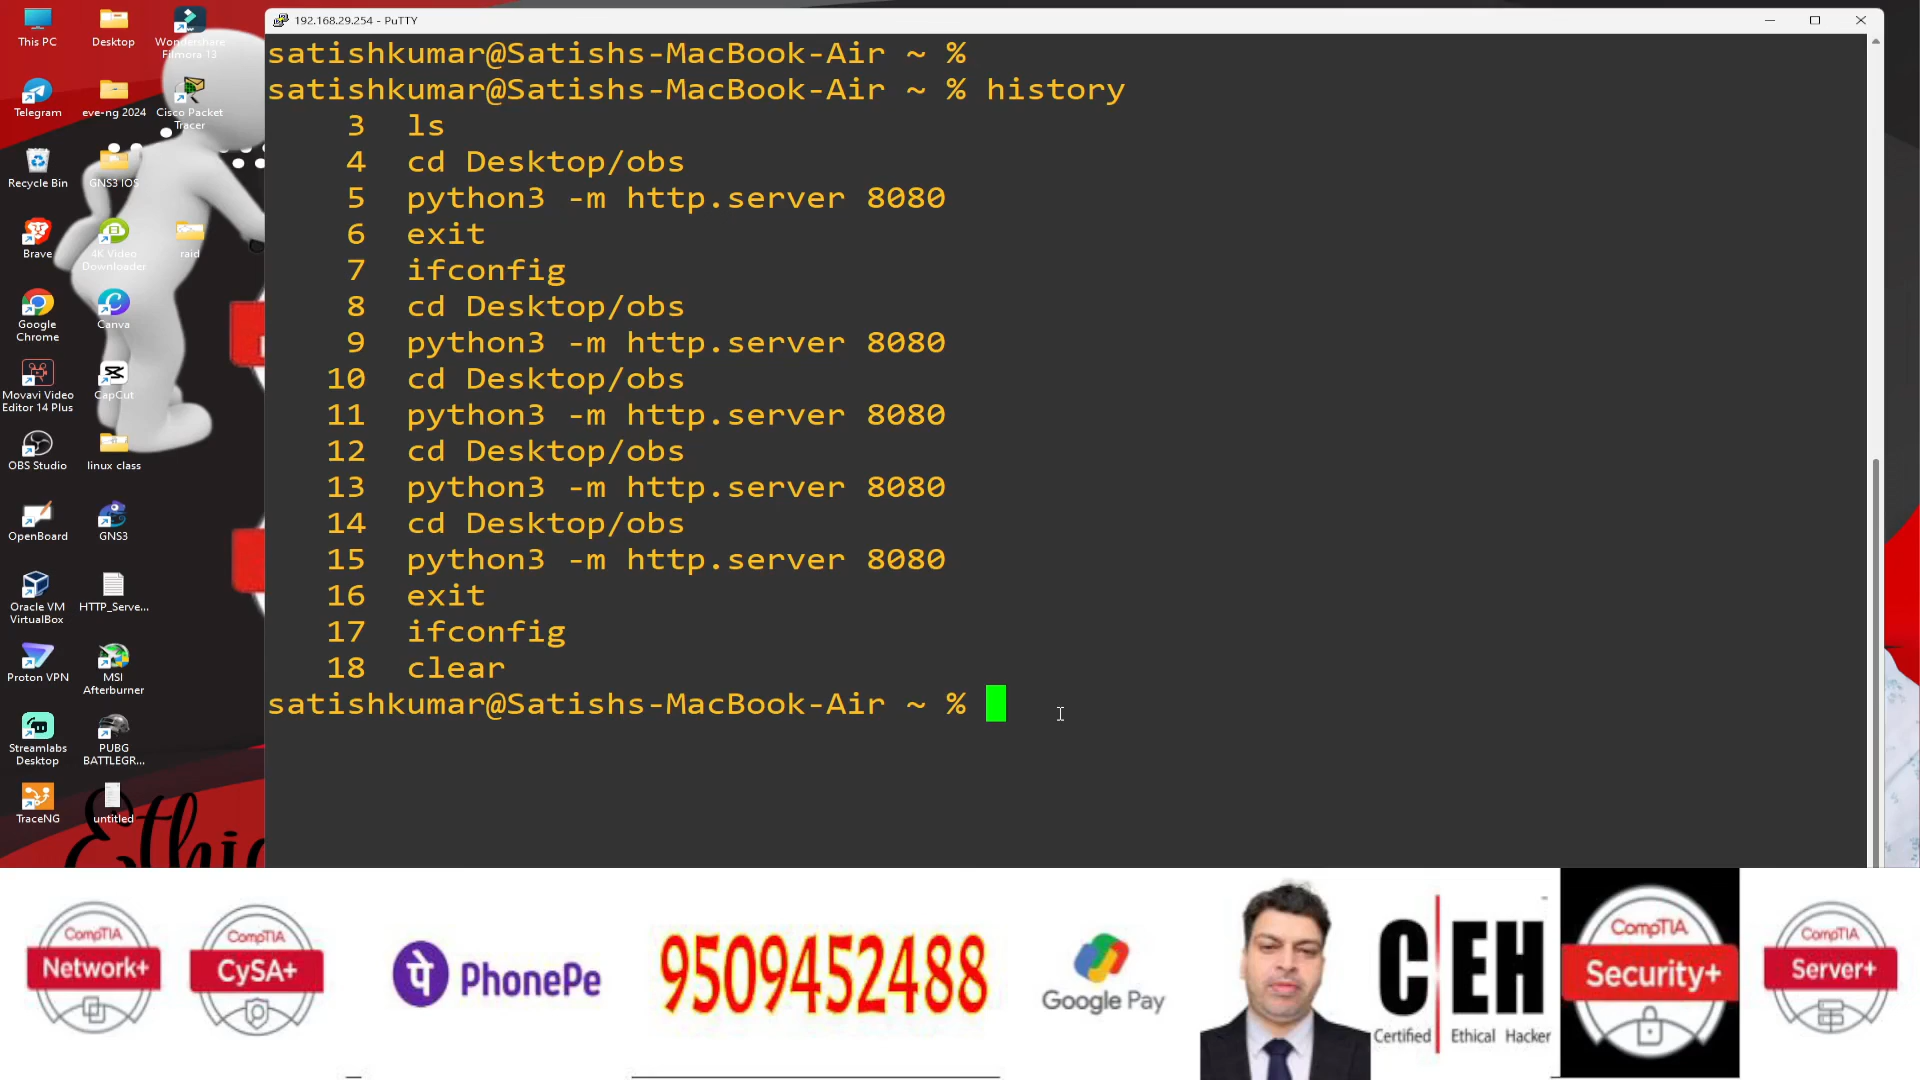 192.168.29.254 - PuTTY
satishkumar@Satishs-MacBook-Air ~ %
satishkumar@Satishs-MacBook-Air ~ % history
3 ls
4 cd Desktop/obs
5 python3 -m http.server 8080
6 exit
7 ifconfig
8 cd Desktop/obs
9 python3 -m http.server 8080
10 cd Desktop/obs
11 python3 -m http.server 8080
12 cd Desktop/obs
13 python3 -m http.server 8080
14 cd Desktop/obs
15 python3 -m http.server 8080
16 exit
17 ifconfig
18 clear
satishkumar@Satishs-MacBook-Air ~ %
This PC
Desktop
Wondershare
Filmora 13
Telegram
eve-ng 2024
Cisco Packet
Tracer
Recycle Bin
GNS3 IOS
Brave
4K Video
Downloader
raid
Google
Chrome
Canva
Movavi Video
Editor 14 Plus
CapCut
OBS Studio
linux class
OpenBoard
GNS3
Oracle VM
VirtualBox
HTTP_Serve...
Proton VPN
MSI
Afterburner
Streamlabs
Desktop
PUBG
BATTLEGR...
TraceNG
untitled
CompTIA
Network+
CompTIA
CySA+
पे PhonePe
9509452488
Google Pay
CEH
Certified Ethical Hacker
CompTIA
Security+
CompTIA
Server+